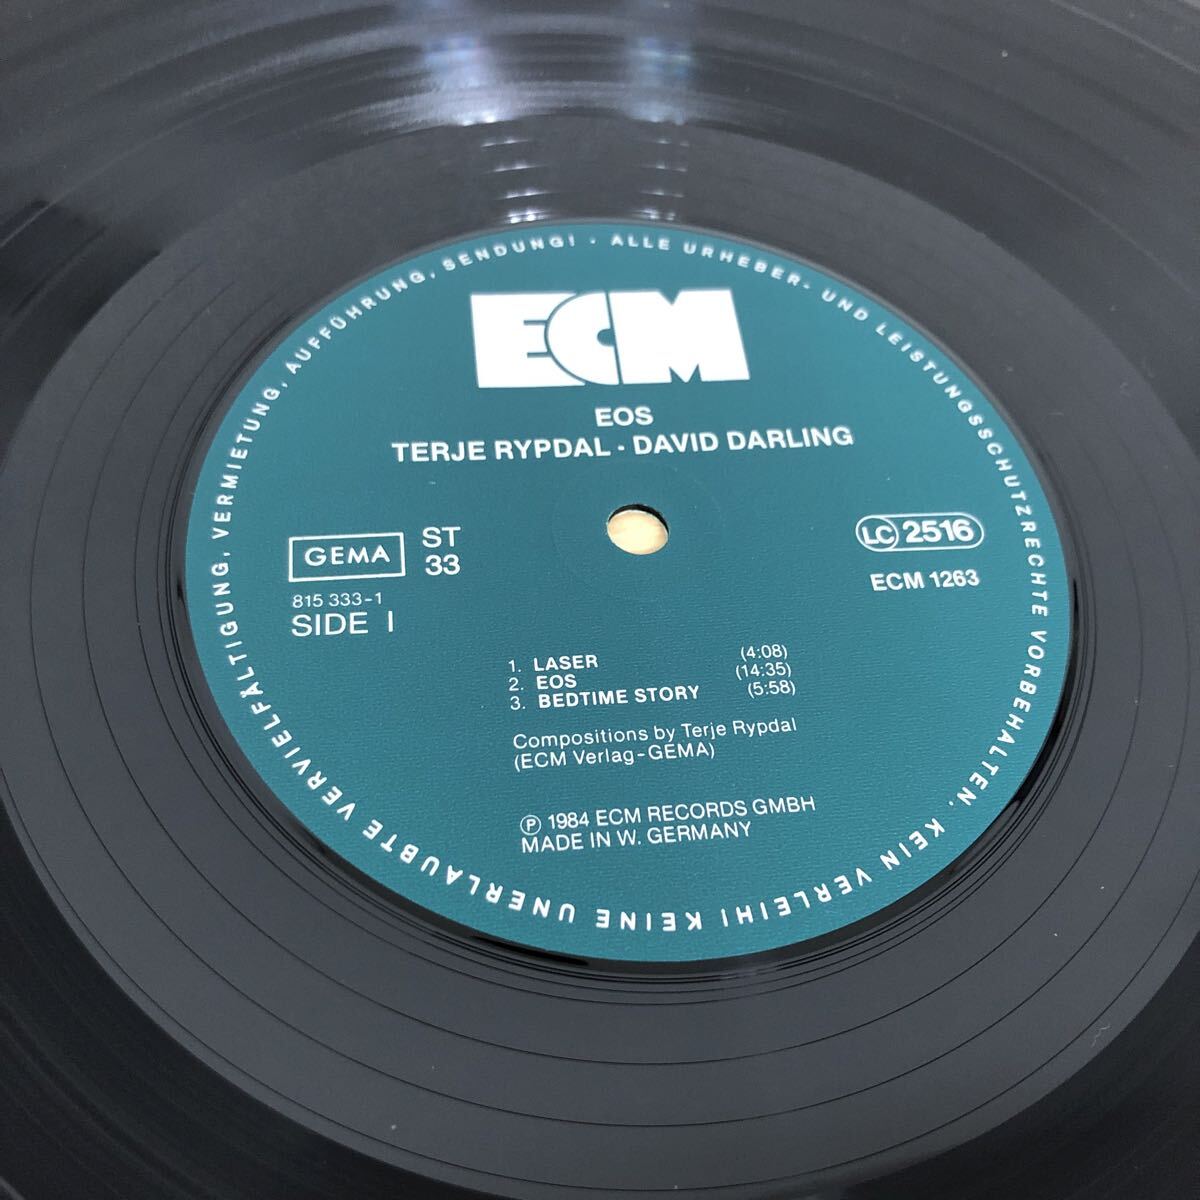 ECM
EOS
TERJE RYPDAL · DAVID DARLING
GEMA
ST
33
LC 2516
815 333-1
SIDE I
ECM 1263
1. LASER (4:08)
2. EOS (14:35)
3. BEDTIME STORY (5:58)
Compositions by Terje Rypdal
(ECM Verlag-GEMA)
Ⓟ 1984 ECM RECORDS GMBH
MADE IN W. GERMANY
ALLE URHEBER- UND LEISTUNGSSCHUTZRECHTE VORBEHALTEN. KEIN VERLEIH! KEINE UNERLAUBTE VERVIELFÄLTIGUNG, VERMIETUNG, AUFFÜHRUNG, SENDUNG! ·